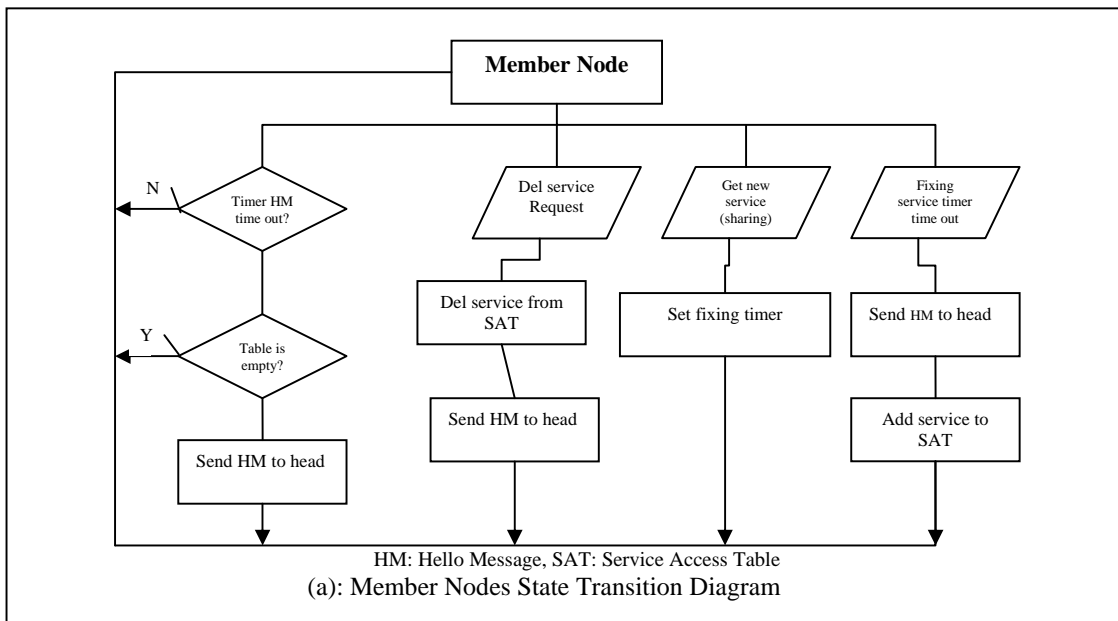 Member Node
N
Timer HM
time out?
Del service
Request
Get new
service
(sharing)
Fixing
service timer
time out
Y
Table is
empty?
Del service from
SAT
Set fixing timer
Send HM to head
Send HM to head
Send HM to head
Add service to
SAT
HM: Hello Message, SAT: Service Access Table
(a): Member Nodes State Transition Diagram